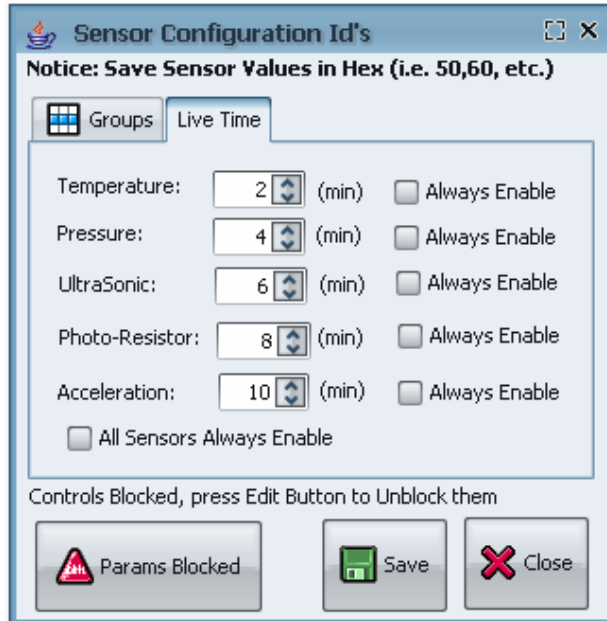 Sensor Configuration Id's
Notice: Save Sensor Values in Hex (i.e. 50,60, etc.)
Groups Live Time
Temperature: 2 (min) Always Enable
Pressure: 4 (min) Always Enable
UltraSonic: 6 (min) Always Enable
Photo-Resistor: 8 (min) Always Enable
Acceleration: 10 (min) Always Enable
All Sensors Always Enable
Controls Blocked, press Edit Button to Unblock them
Params Blocked Save Close